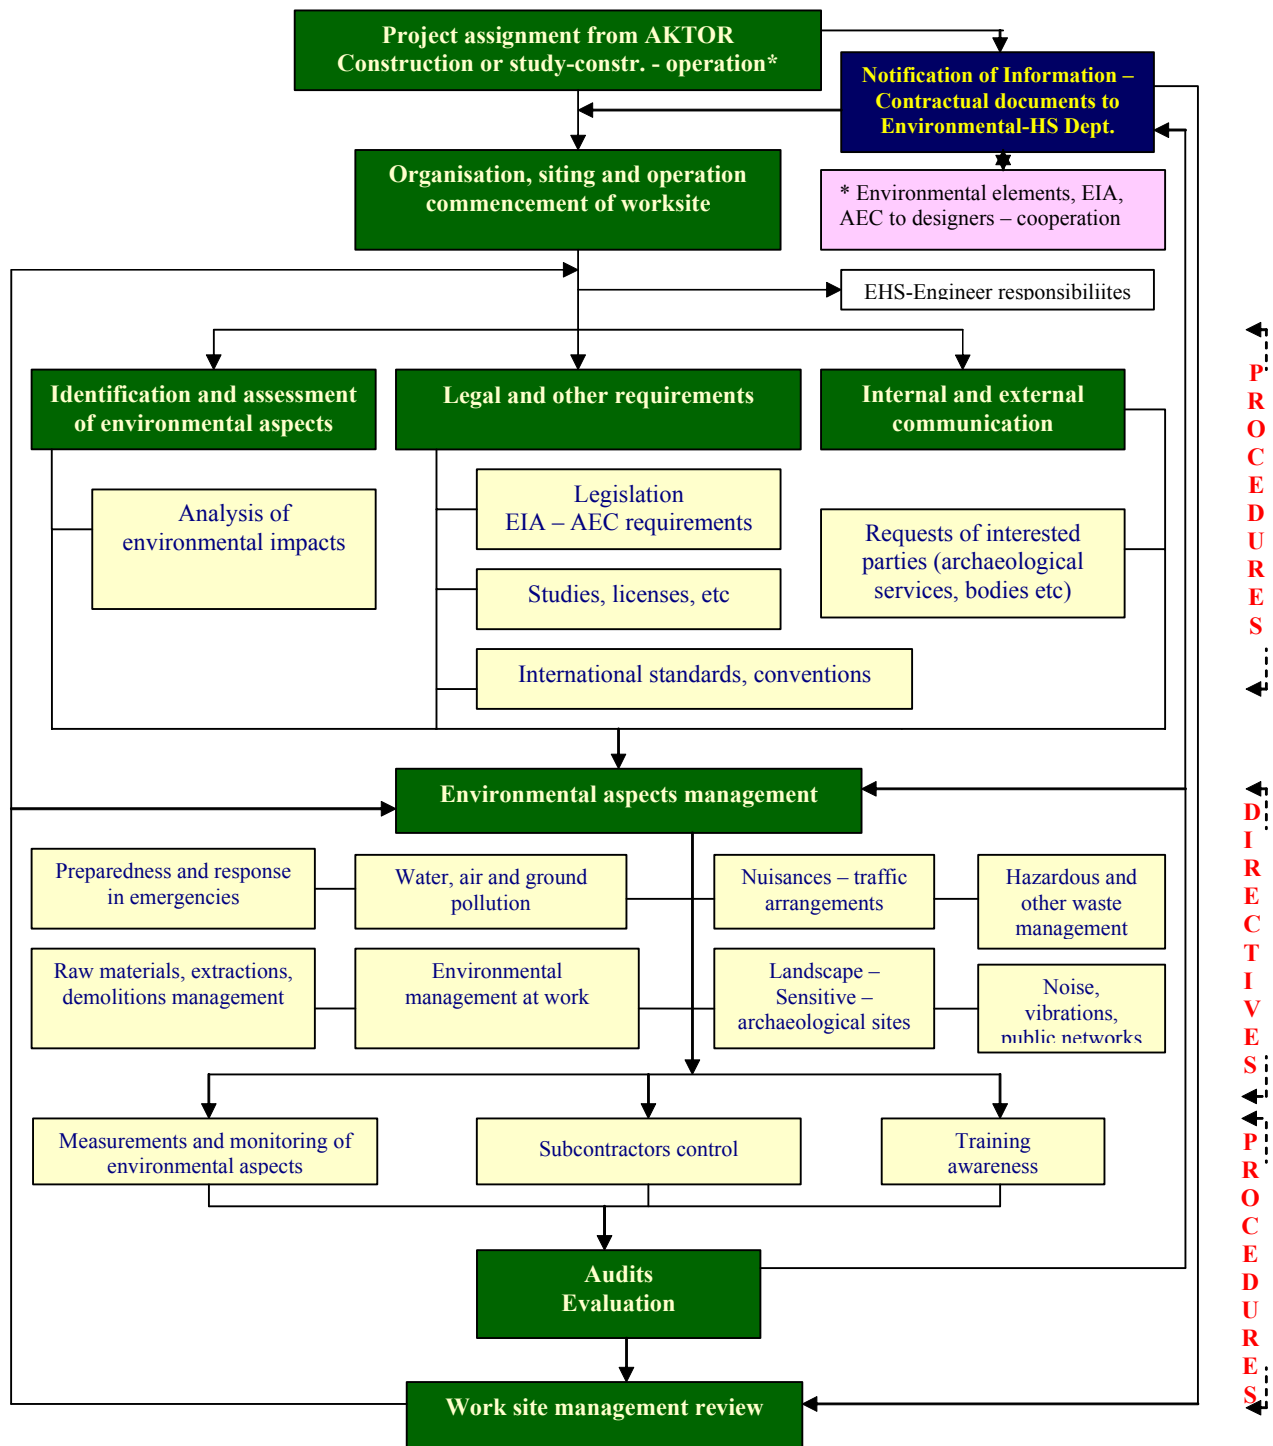 Project assignment from AKTOR
Construction or study-constr. - operation*
Notification of Information –
Contractual documents to
Environmental-HS Dept.
Organisation, siting and operation
commencement of worksite
* Environmental elements, EIA,
AEC to designers – cooperation
EHS-Engineer responsibiliites
Identification and assessment
of environmental aspects
Legal and other requirements
Internal and external
communication
Analysis of
environmental impacts
Legislation
EIA – AEC requirements
Studies, licenses, etc
International standards, conventions
Requests of interested
parties (archaeological
services, bodies etc)
PROCEDURES
Environmental aspects management
Preparedness and response
in emergencies
Water, air and ground
pollution
Nuisances – traffic
arrangements
Hazardous and
other waste
management
Raw materials, extractions,
demolitions management
Environmental
management at work
Landscape –
Sensitive –
archaeological sites
Noise,
vibrations,
public networks
DIRECTIVES
Measurements and monitoring of
environmental aspects
Subcontractors control
Training
awareness
Audits
Evaluation
Work site management review
PROCEDURES